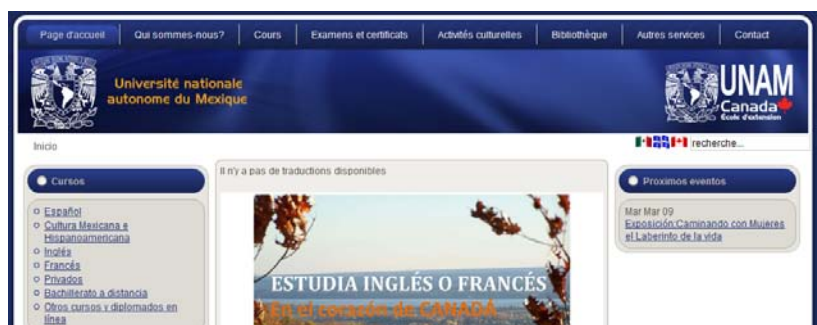 Page d'accueil
Qui sommes-nous?
Cours
Examens et certificats
Activités culturelles
Bibliothèque
Autres services
Contact
Université nationale
autonome du Mexique
UNAM
Canada
École d'extension
Inicio
recherche...
Cursos
Español
Cultura Mexicana e
Hispanoamericana
Inglés
Francés
Privados
Bachillerato a distancia
Otros cursos y diplomados en
línea
Il n'y a pas de traductions disponibles
ESTUDIA INGLÉS O FRANCÉS
En el corazón de CANADÁ
Proximos eventos
Mar Mar 09
Exposición:Caminando con Mujeres
el Laberinto de la vida